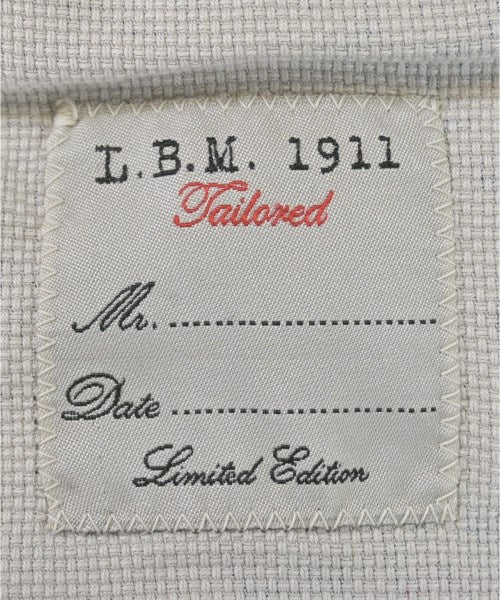 L.B.M. 1911
Tailored
Mr. ................................
Date ................................
Limited Edition